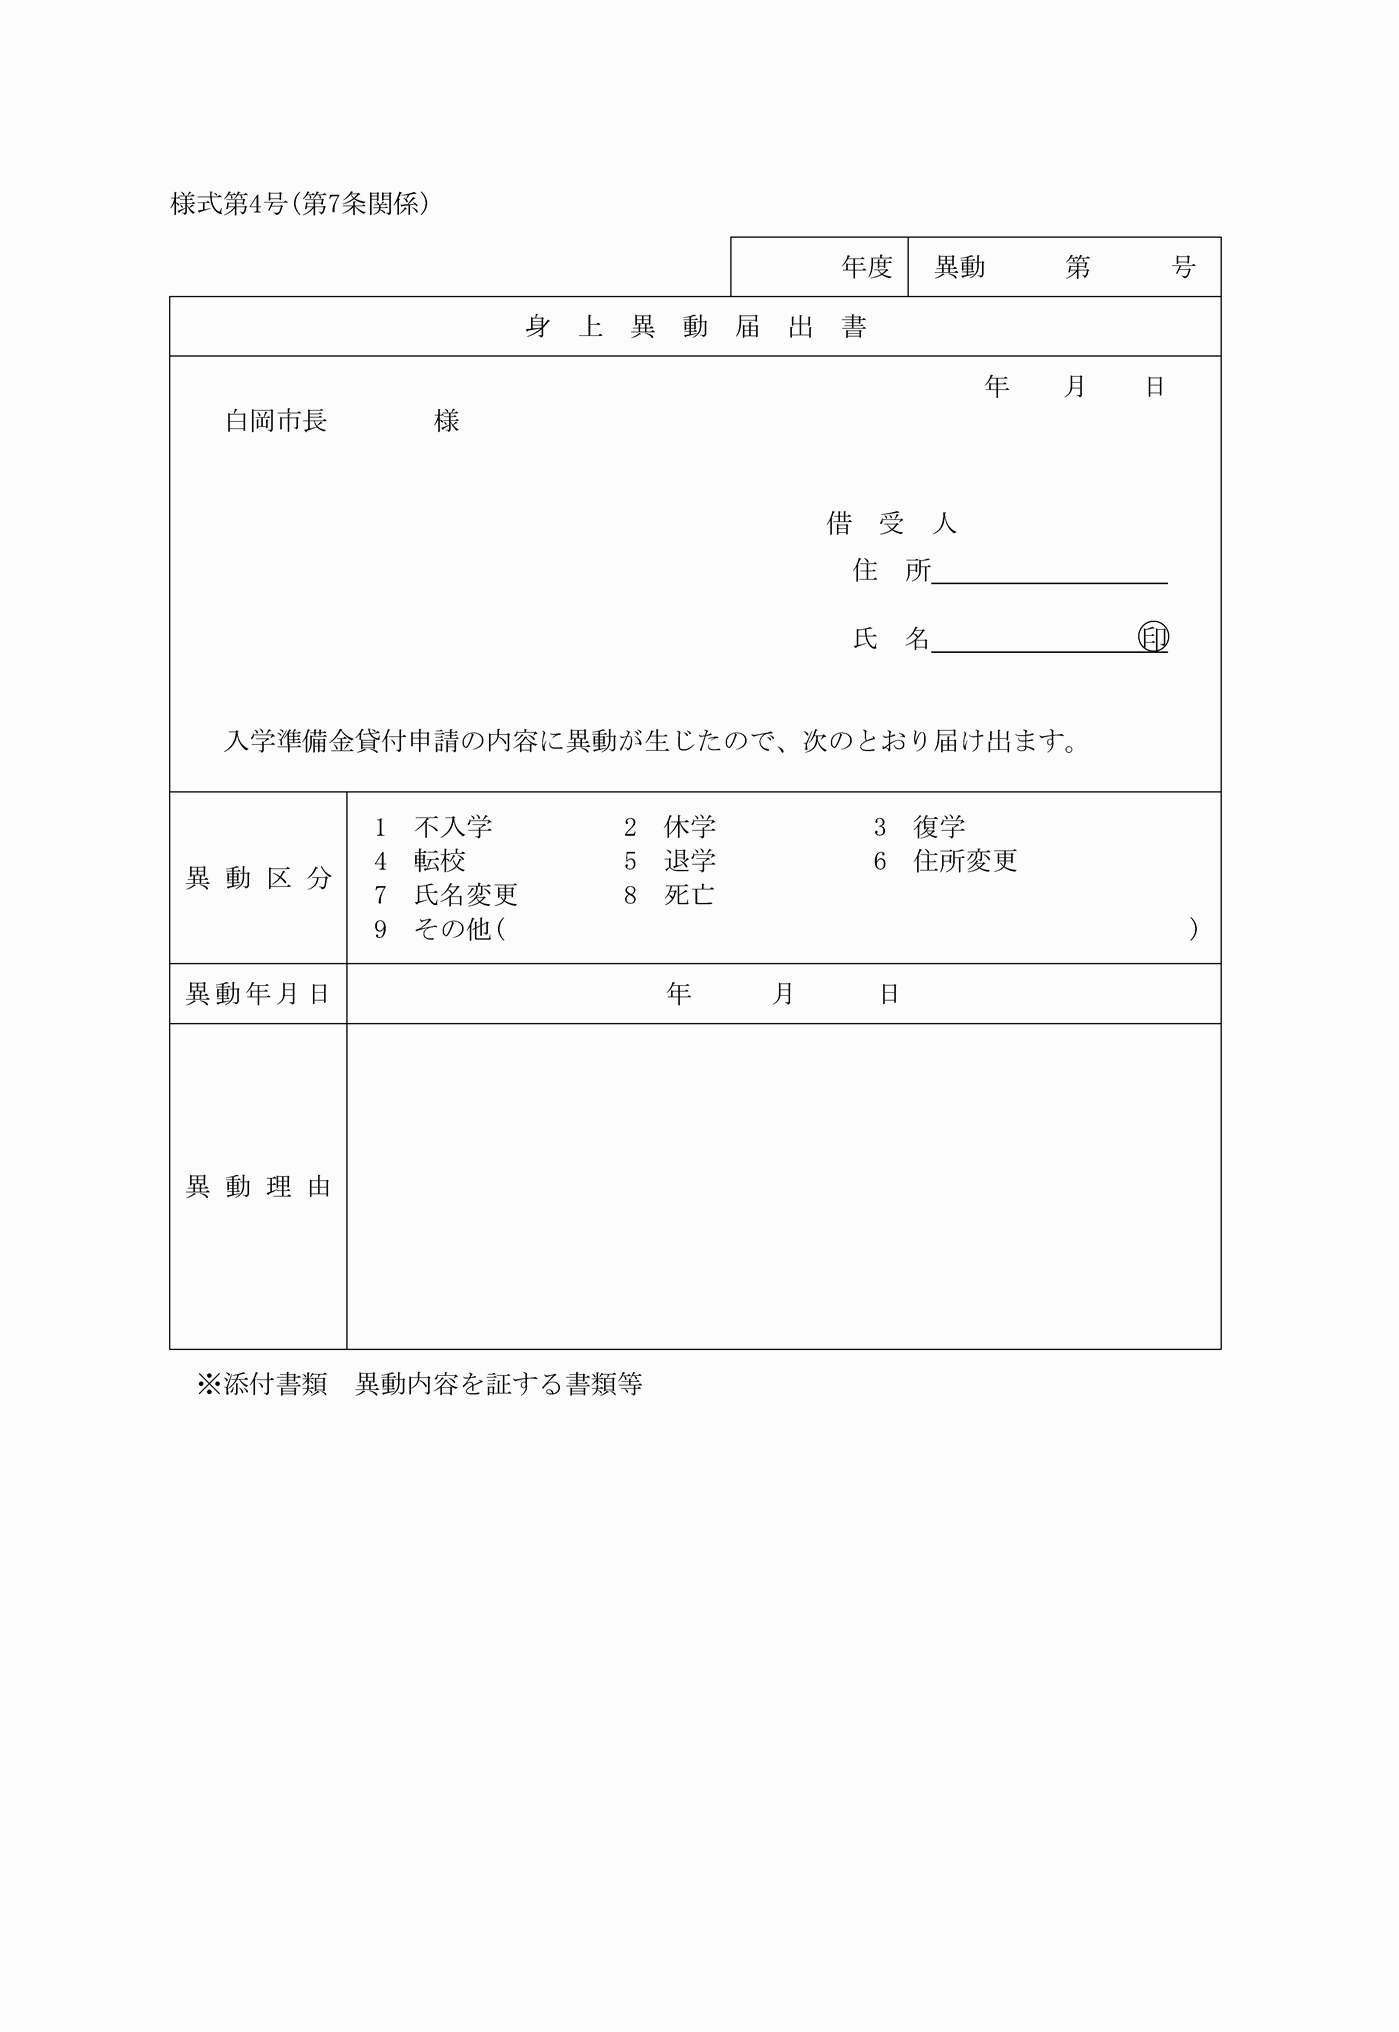 様式第4号(第7条関係)
年度 異動 第 号
身上異動届出書
年 月 日
白岡市長 様
借受人
住所
氏名 ㊞
入学準備金貸付申請の内容に異動が生じたので、次のとおり届け出ます。
異動区分
1 不入学 2 休学 3 復学
4 転校 5 退学 6 住所変更
7 氏名変更 8 死亡
9 その他( )
異動年月日 年 月 日
異動理由
※添付書類 異動内容を証する書類等